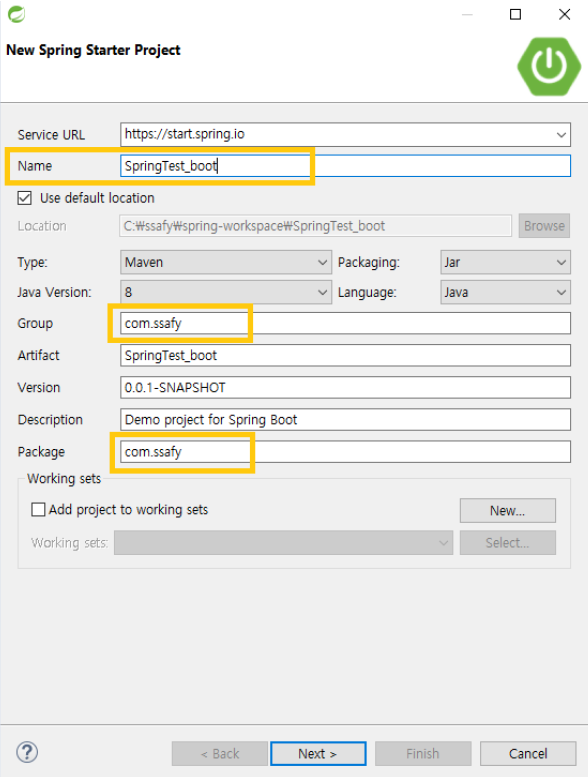 New Spring Starter Project
Service URL https://start.spring.io
Name SpringTest_boot
Use default location
Location C:₩ssafy₩spring-workspace₩SpringTest_boot Browse
Type: Maven Packaging: Jar
Java Version: 8 Language: Java
Group com.ssafy
Artifact SpringTest_boot
Version 0.0.1-SNAPSHOT
Description Demo project for Spring Boot
Package com.ssafy
Working sets
Add project to working sets New...
Working sets: Select...
? < Back Next > Finish Cancel